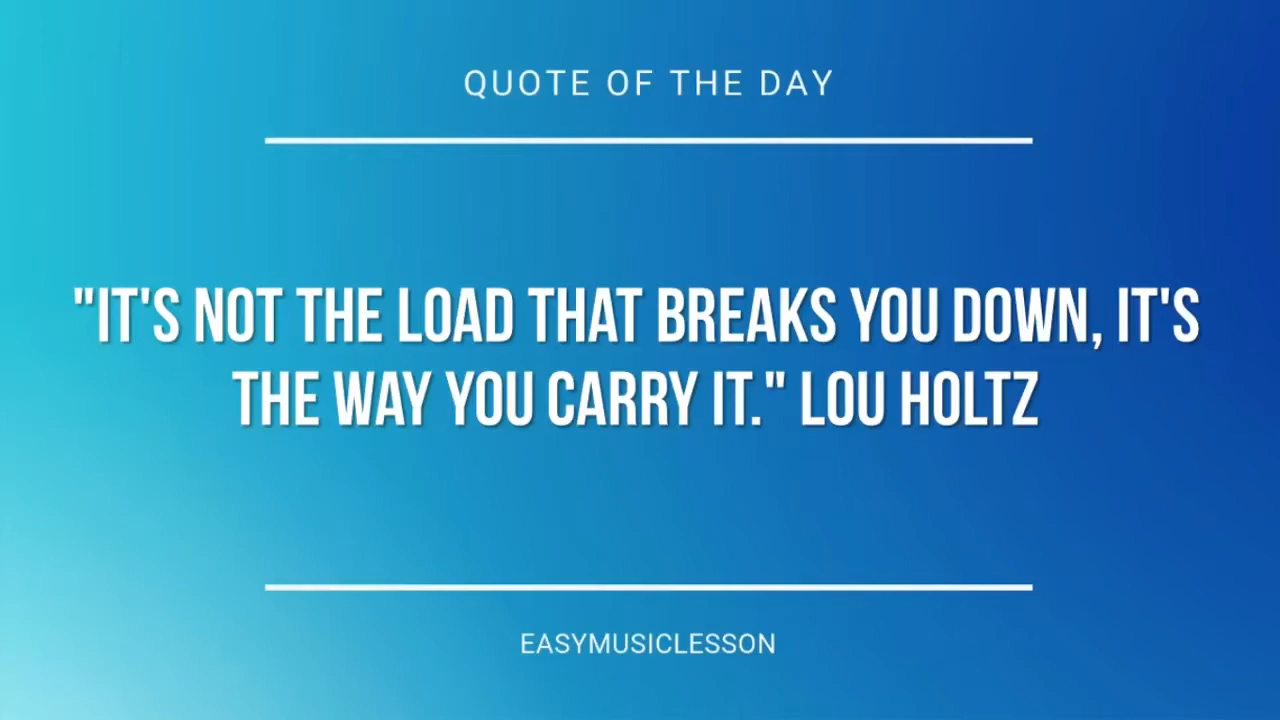 QUOTE OF THE DAY
"IT'S NOT THE LOAD THAT BREAKS YOU DOWN, IT'S
THE WAY YOU CARRY IT." LOU HOLTZ
EASYMUSICLESSON